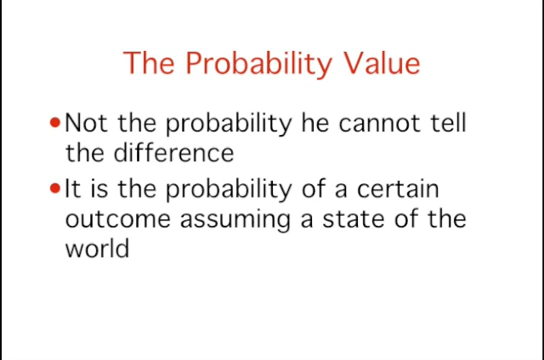 The Probability Value
•Not the probability he cannot tell
the difference
•It is the probability of a certain
outcome assuming a state of the
world